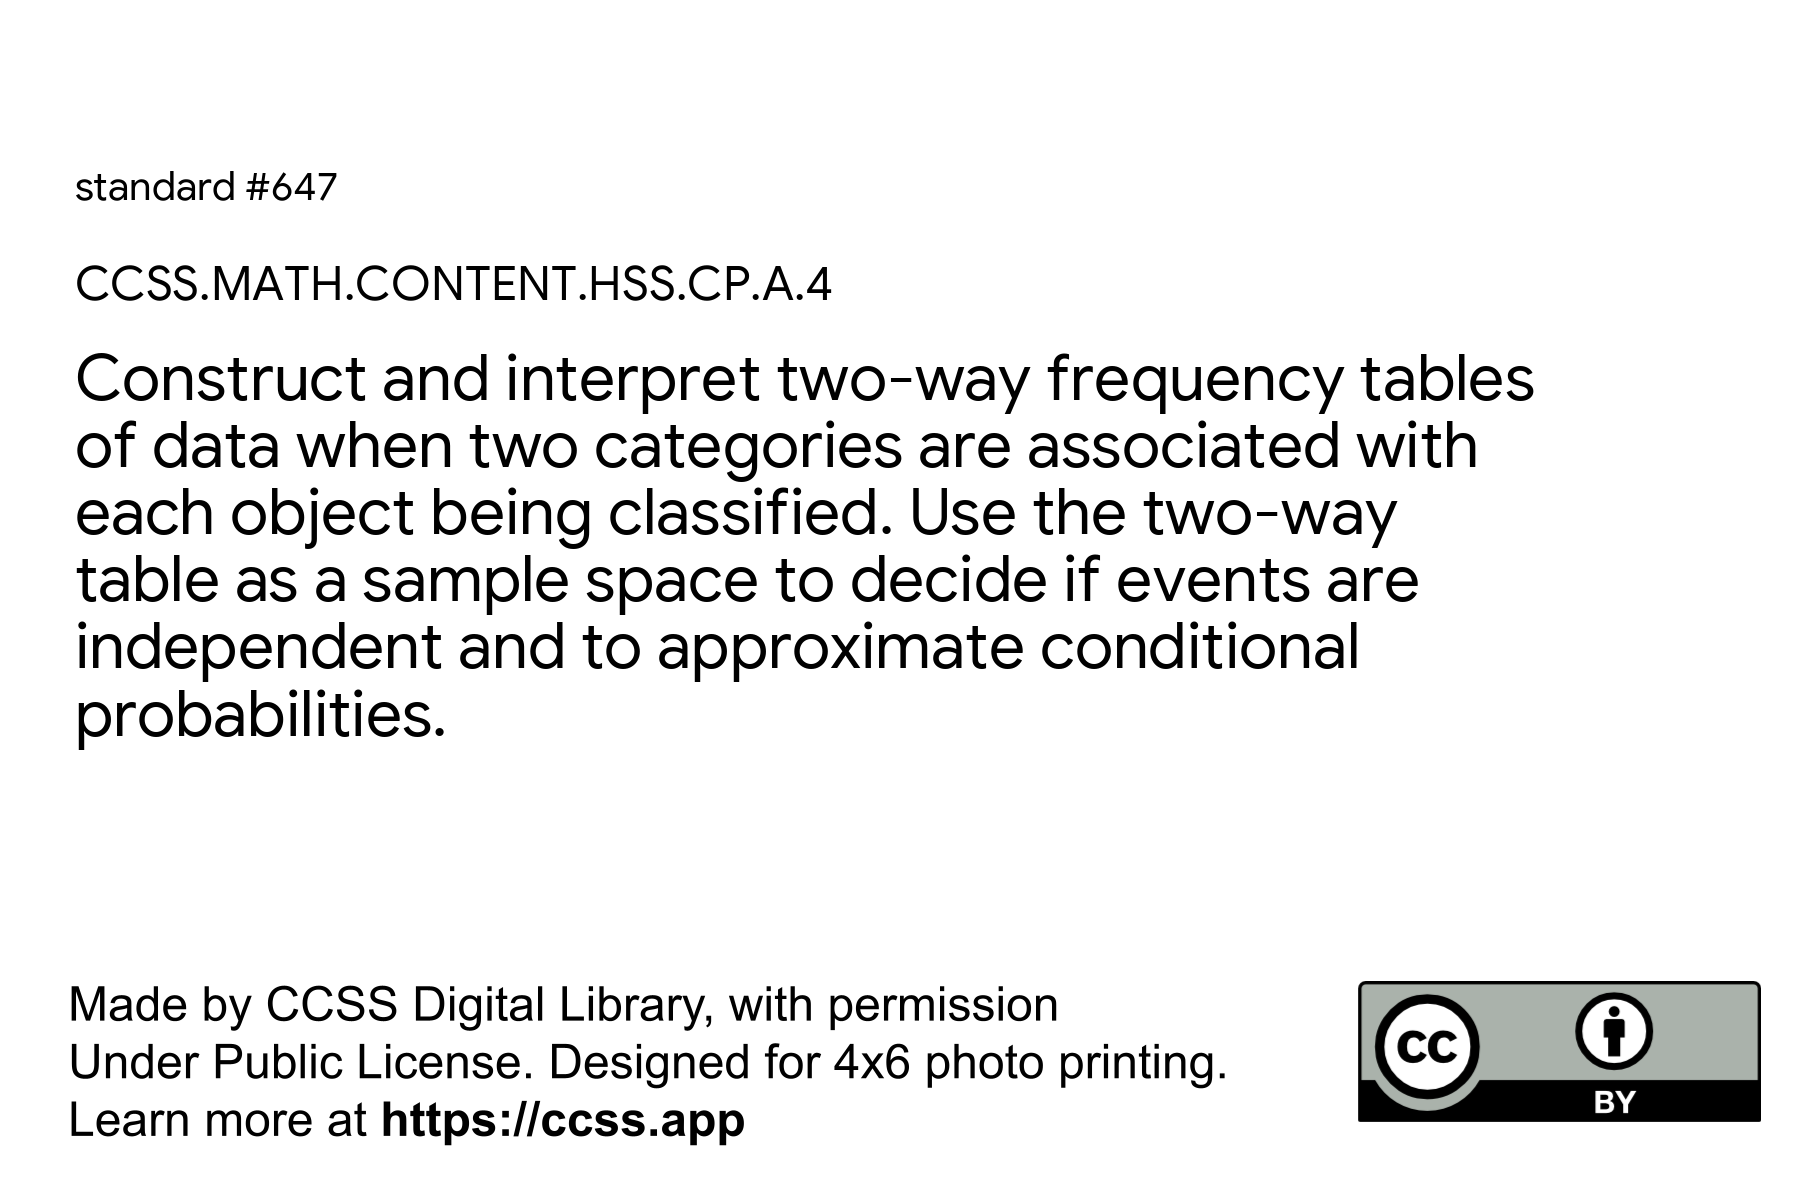 standard #647
CCSS.MATH.CONTENT.HSS.CP.A.4
Construct and interpret two-way frequency tables
of data when two categories are associated with
each object being classified. Use the two-way
table as a sample space to decide if events are
independent and to approximate conditional
probabilities.
Made by CCSS Digital Library, with permission
Under Public License. Designed for 4x6 photo printing.
Learn more at https://ccss.app
cc
BY